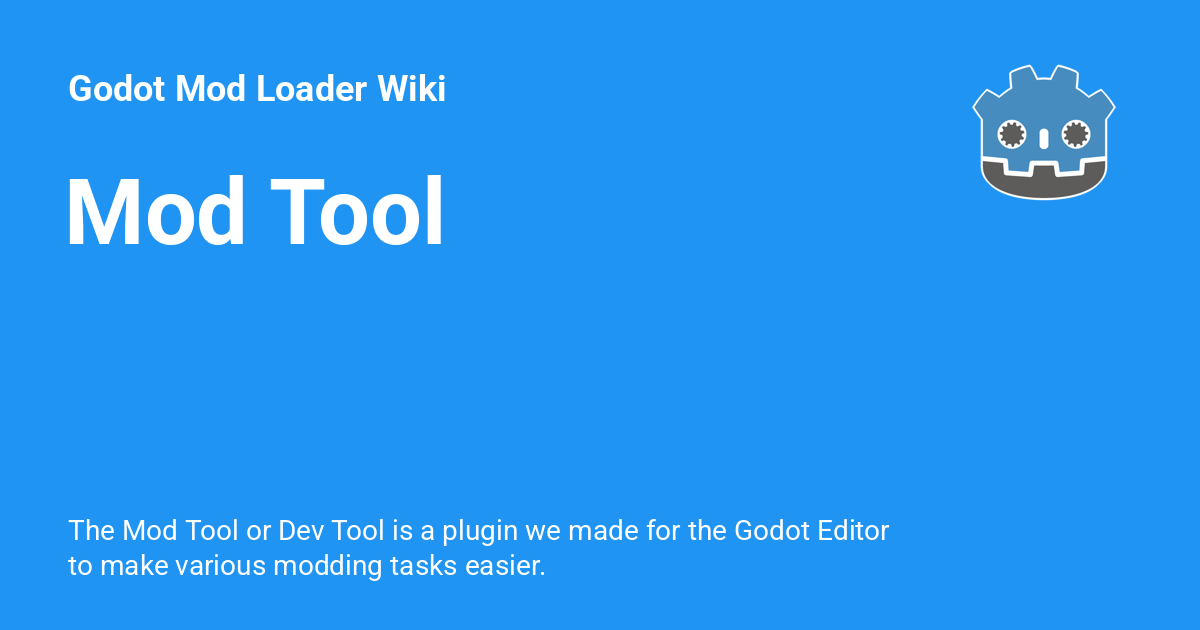 Godot Mod Loader Wiki
Mod Tool
The Mod Tool or Dev Tool is a plugin we made for the Godot Editor
to make various modding tasks easier.